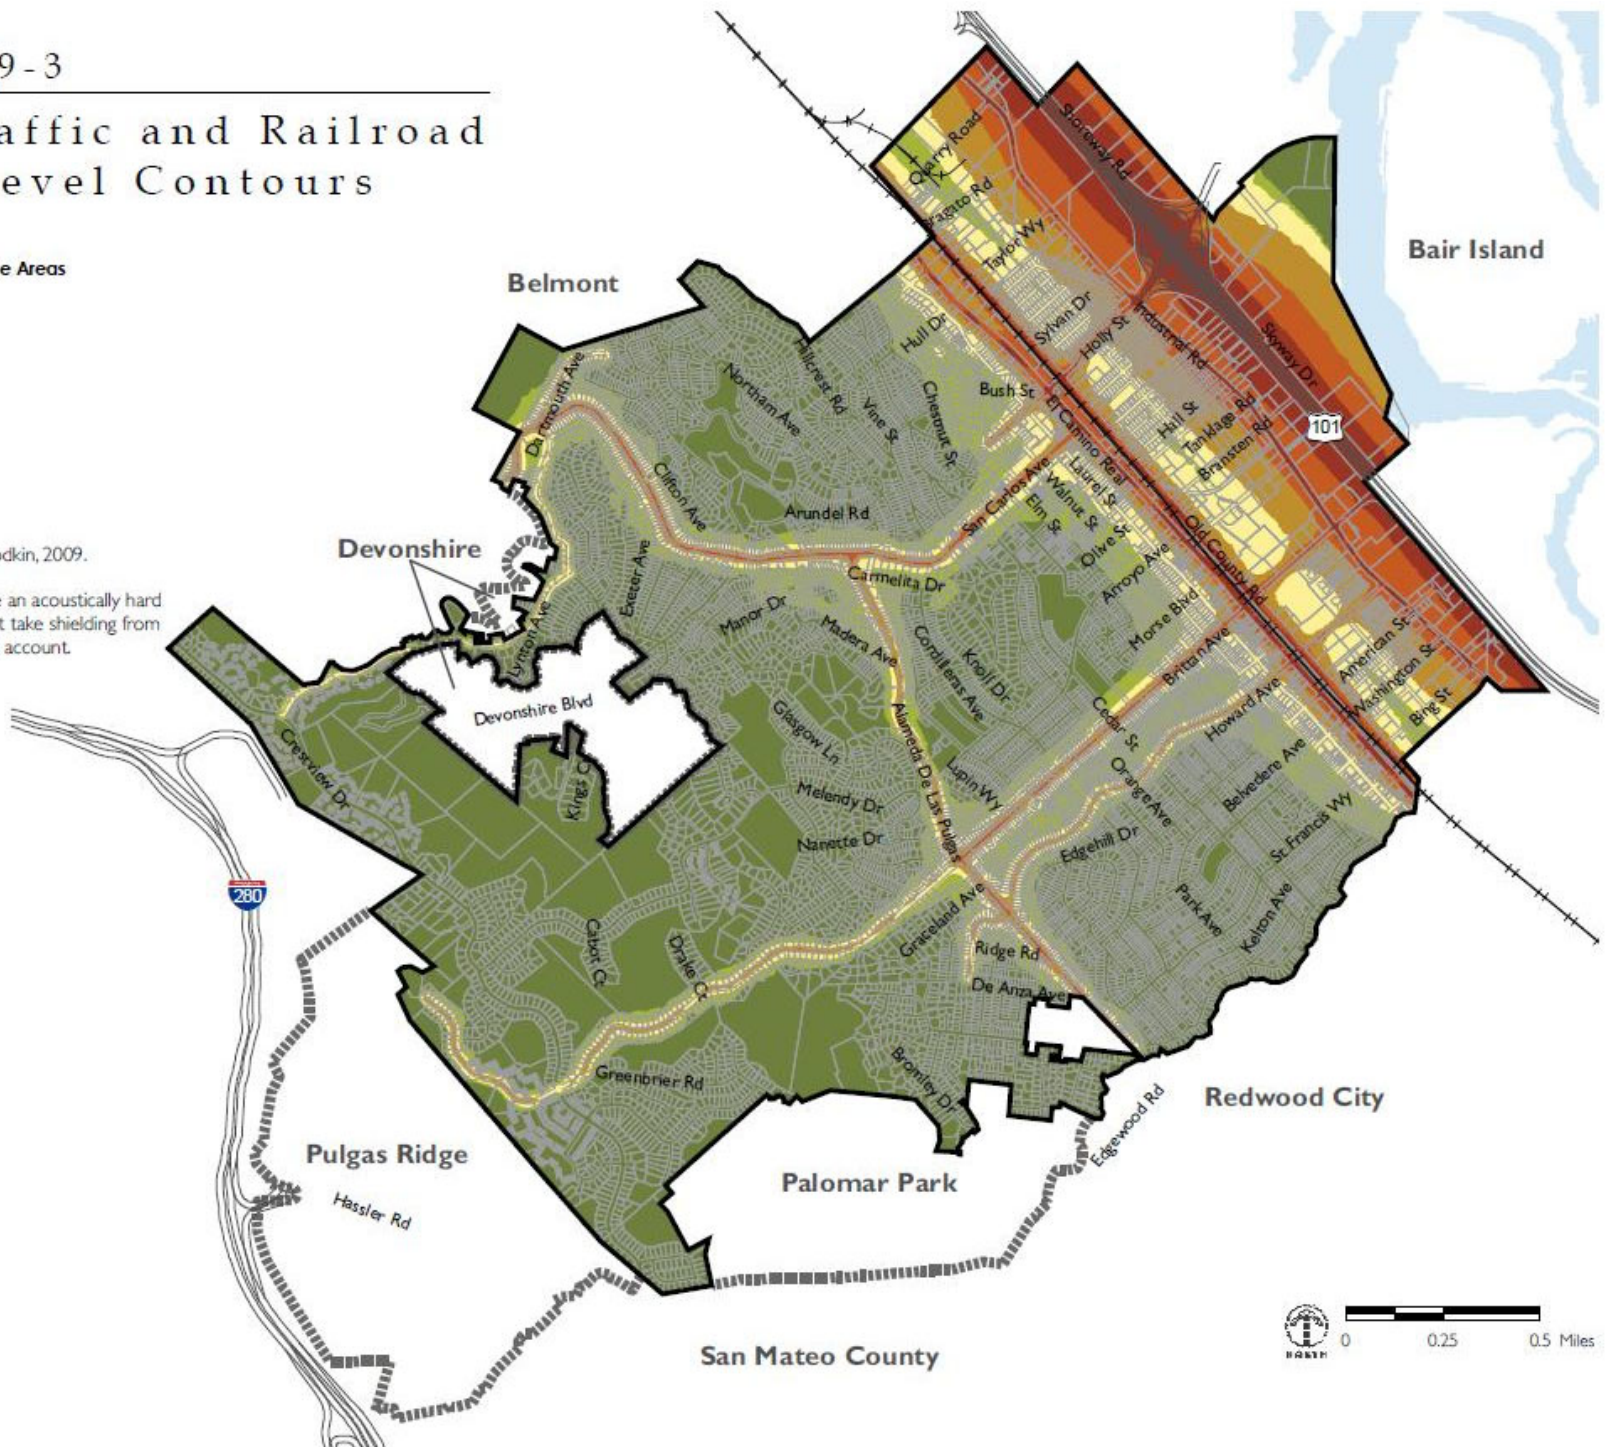 9-3
affic and Railroad
evel Contours
e Areas
dkin, 2009.
e an acoustically hard
t take shielding from
account.
Belmont
Bair Island
Devonshire
Pulgas Ridge
Palomar Park
Redwood City
San Mateo County
Quarry Road
Bragato Rd
Taylor Wy
Shoreway Rd
Sylvan Dr
Holly St
Industrial Rd
Skyway Dr
101
Hull Dr
Bush St
Chestnut St
Vine St
Hillcrest Rd
Northam Ave
Dartmouth Ave
Clifton Ave
Arundel Rd
El Camino Real
Hall St
Tanklage Rd
Bransten Rd
San Carlos Ave
Laurel St
Walnut St
Elm St
Olive St
Arroyo Ave
Old County Rd
Morse Blvd
Brittan Ave
American St
Washington St
Bing St
Howard Ave
Carmelita Dr
Exeter Ave
Manor Dr
Madera Ave
Cordilleras Ave
Knoll Dr
Lynton Ave
Devonshire Blvd
Kings Ct
Crestview Dr
Glasgow Ln
Melendy Dr
Nanette Dr
Alameda De Las Pulgas
Lupin Wy
Cedar St
Orange Ave
Belvedere Ave
St Francis Wy
Edgehill Dr
Park Ave
Kelton Ave
Graceland Ave
Ridge Rd
De Anza Ave
Cabot Ct
Drake Ct
Greenbrier Rd
Bromley Dr
Edgewood Rd
Hassler Rd
280
NORTH
0 0.25 0.5 Miles